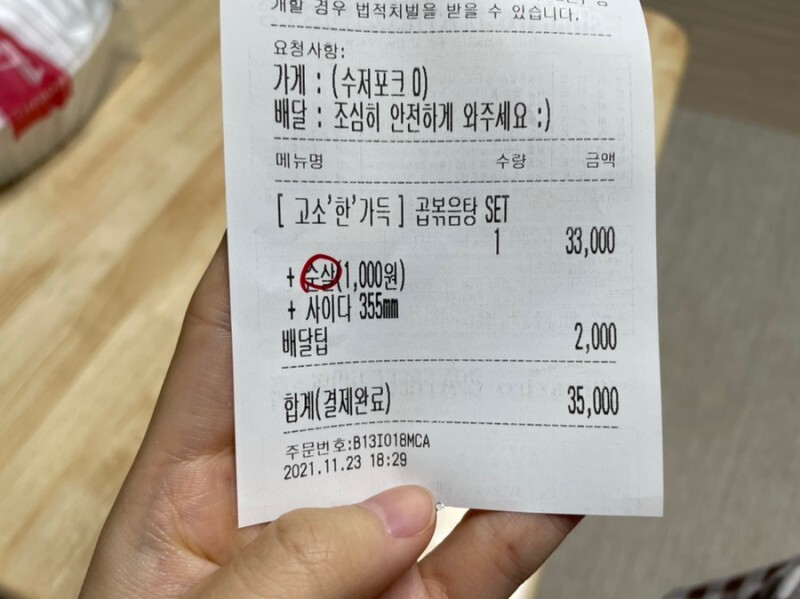 개할 경우 법적처벌을 받을 수 있습니다.
요청사항:
가게 : (수저포크 O)
배달 : 조심히 안전하게 와주세요 :)
메뉴명 수량 금액
[ 고소'한'가득 ] 곱볶음탕 SET
1 33,000
+ 순살(1,000원)
+ 사이다 355mm
배달팁 2,000
합계(결제완료) 35,000
주문번호:B13I018MCA
2021.11.23 18:29